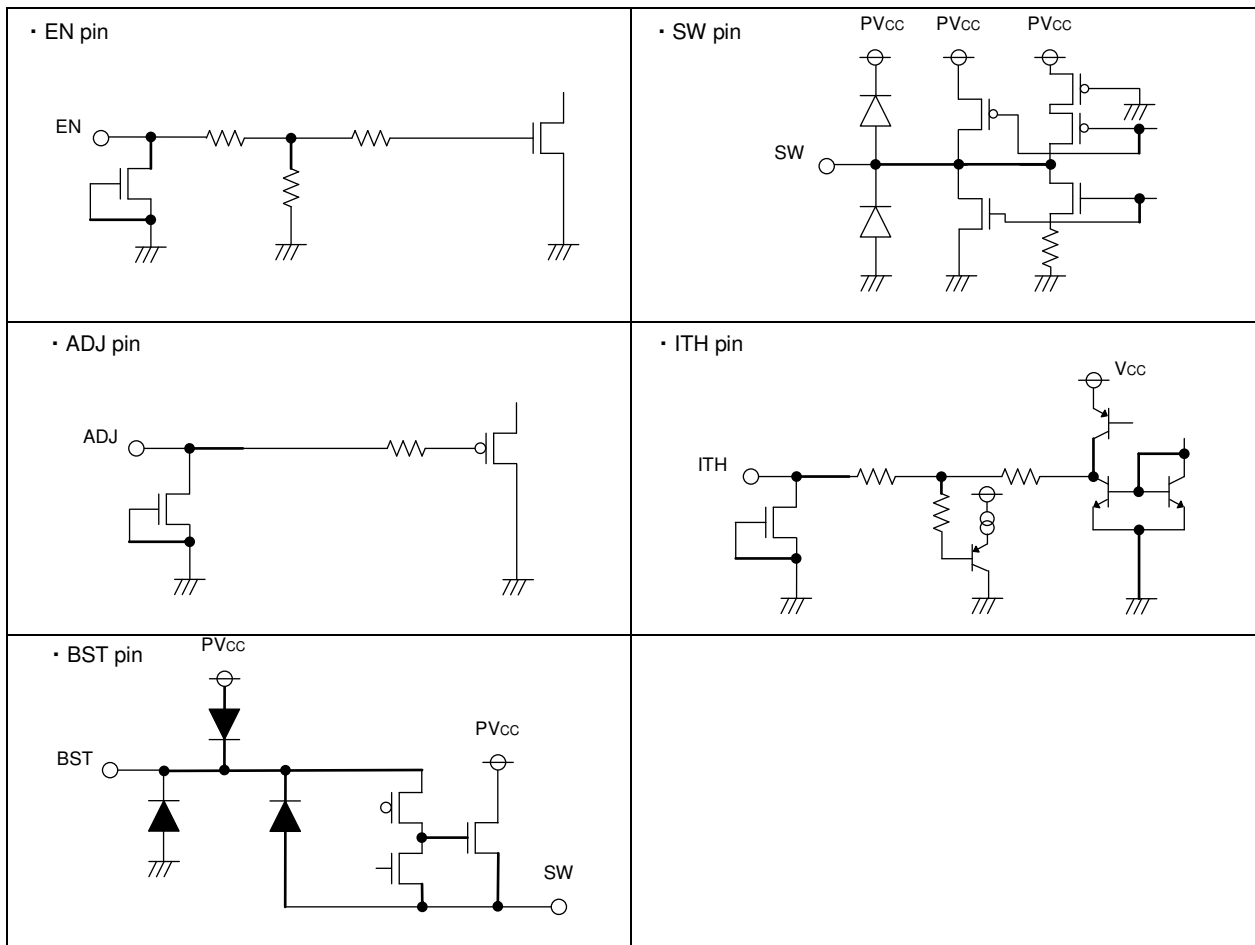 ・ EN pin
EN
・ SW pin
PVCC PVCC PVCC
SW
・ ADJ pin
ADJ
・ ITH pin
VCC
ITH
・ BST pin
PVCC
PVCC
BST
SW